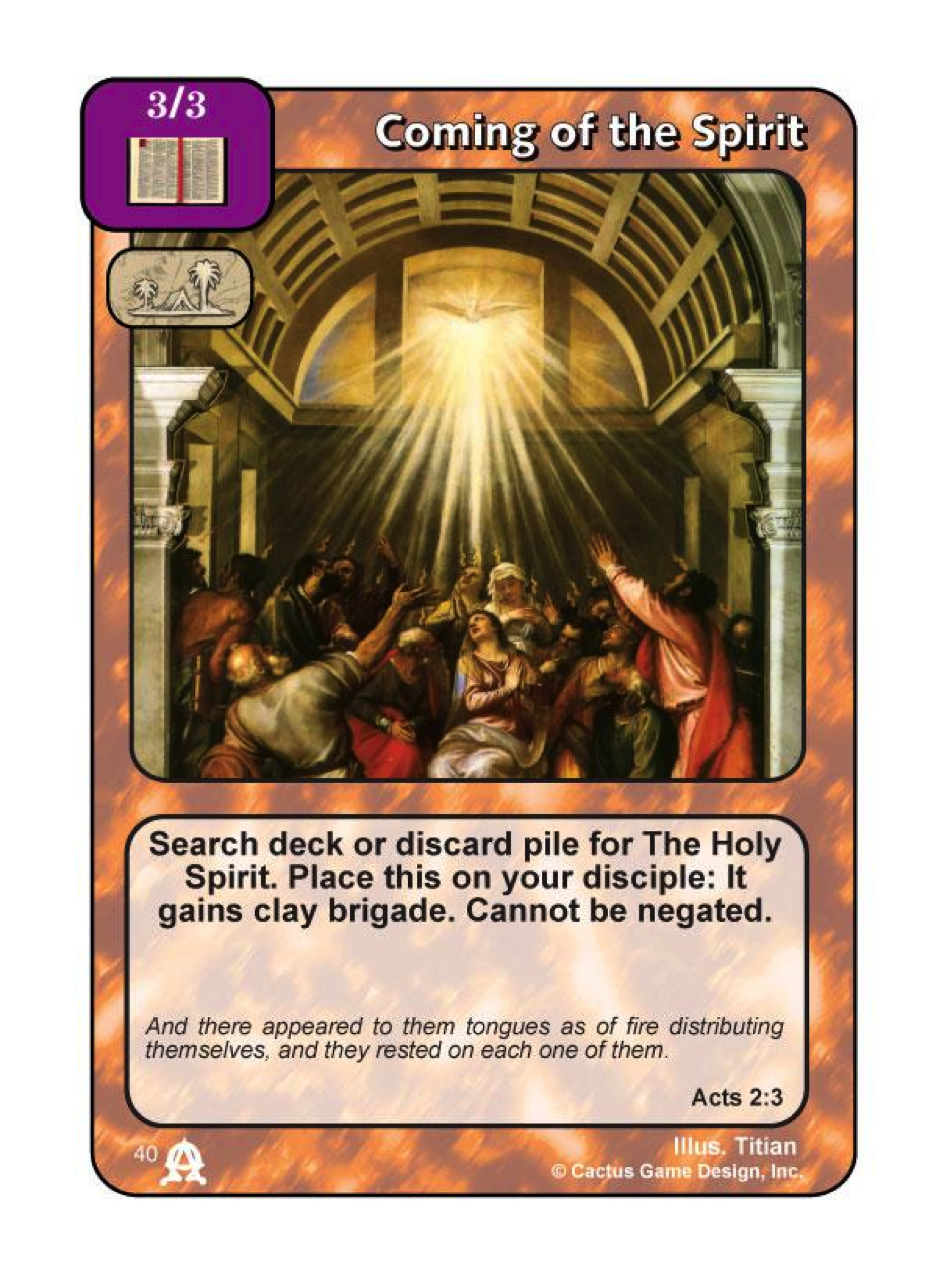 3/3
Coming of the Spirit
Search deck or discard pile for The Holy
Spirit. Place this on your disciple: It
gains clay brigade. Cannot be negated.
And there appeared to them tongues as of fire distributing
themselves, and they rested on each one of them.
Acts 2:3
40
Illus. Titian
© Cactus Game Design, Inc.